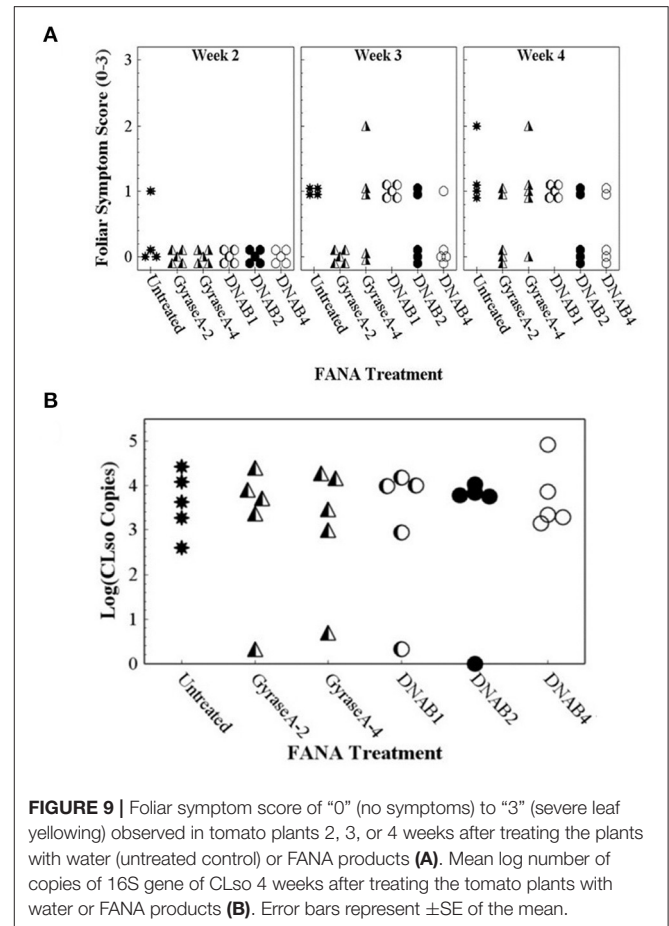 A
Week 2 Week 3 Week 4
Foliar Symptom Score (0-3)
3
2
1
0
Untreated GyraseA-2 GyraseA-4 DNAB1 DNAB2 DNAB4 Untreated GyraseA-2 GyraseA-4 DNAB1 DNAB2 DNAB4 Untreated GyraseA-2 GyraseA-4 DNAB1 DNAB2 DNAB4
FANA Treatment
B
Log(CLso Copies)
5
4
3
2
1
0
Untreated GyraseA-2 GyraseA-4 DNAB1 DNAB2 DNAB4
FANA Treatment
FIGURE 9 | Foliar symptom score of “0” (no symptoms) to “3” (severe leaf
yellowing) observed in tomato plants 2, 3, or 4 weeks after treating the plants
with water (untreated control) or FANA products (A). Mean log number of
copies of 16S gene of CLso 4 weeks after treating the tomato plants with
water or FANA products (B). Error bars represent ±SE of the mean.